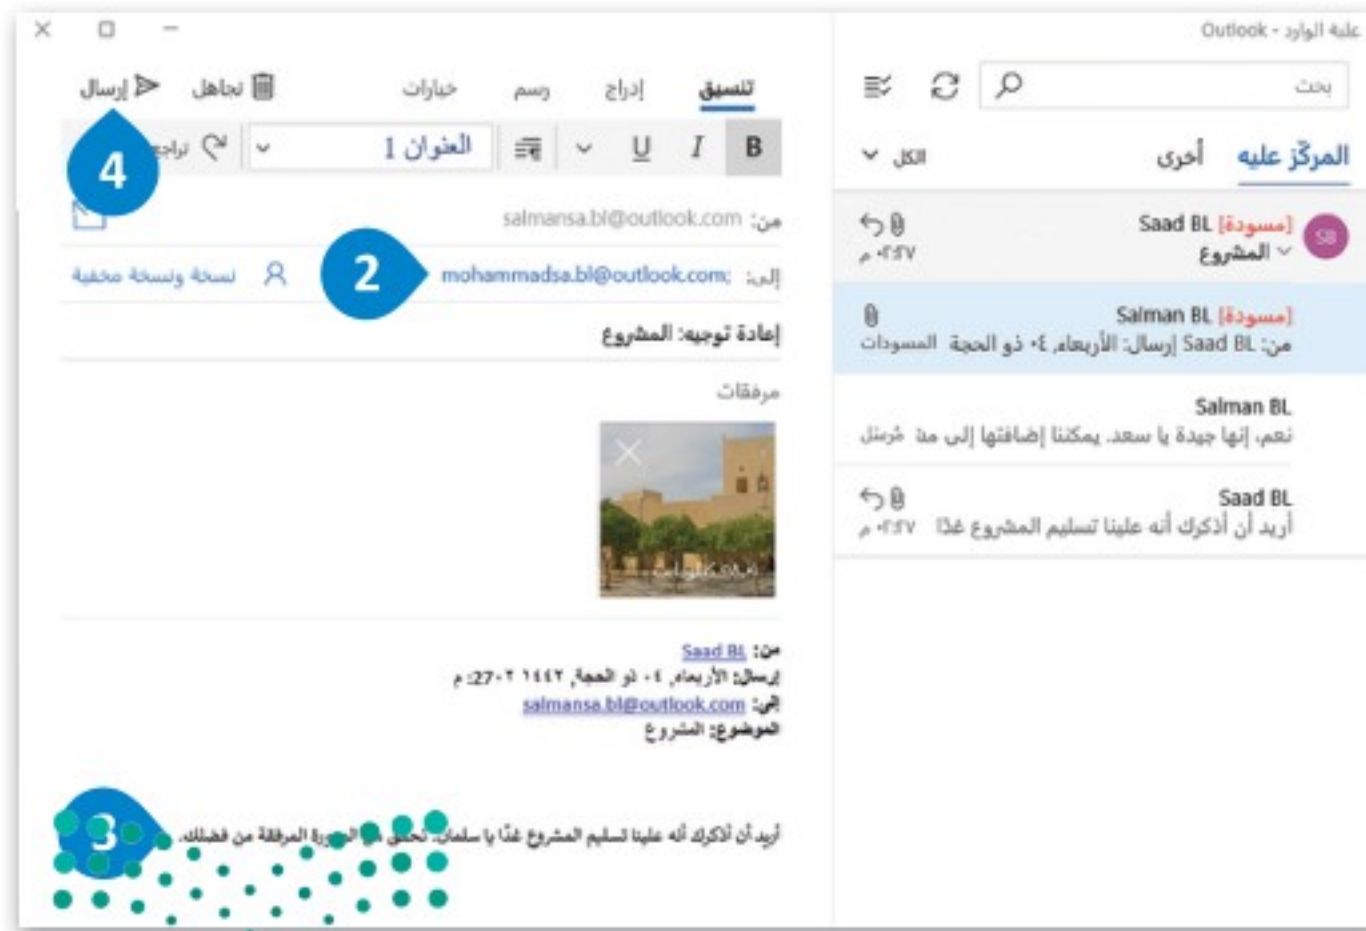 علبة الوارد - Outlook
بحث
المركّز عليه أخرى الكل
SB
[مسودة] Saad BL
المشروع ٠٢:٢٧ م
[مسودة] Salman BL
من: Saad BL إرسال: الأربعاء, ٠٤ ذو الحجة المسودات
Salman BL
نعم، إنها جيدة يا سعد. يمكننا إضافتها إلى مُرسَل
Saad BL
أريد أن أذكرك أنه علينا تسليم المشروع غدًا ٠٢:٢٧ م
تنسيق إدراج رسم خيارات تجاهل إرسال
B I U العنوان 1 تراجع
4
من: salmansa.bl@outlook.com
إلى: mohammadsa.bl@outlook.com; 2 نسخة ونسخة مخفية
إعادة توجيه: المشروع
مرفقات
كيلوبايت
من: Saad BL
إرسال: الأربعاء, ٠٤ ذو الحجة, ١٤٤٢ ٠٢:27 م
إلى: salmansa.bl@outlook.com
الموضوع: المشروع
أريد أن أذكرك أنه علينا تسليم المشروع غدًا يا سلمان. تحقق من الصورة المرفقة من فضلك.
3